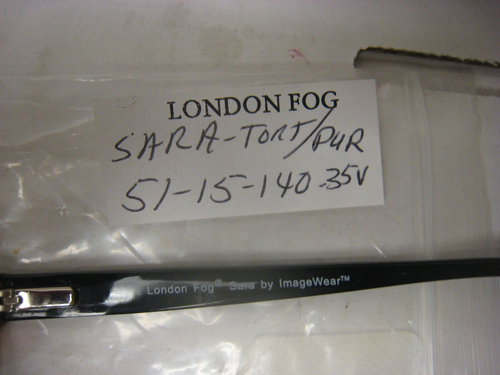 LONDON FOG
SARA-TORT/PUR
51-15-140 .35V
London Fog® Sara by ImageWear™